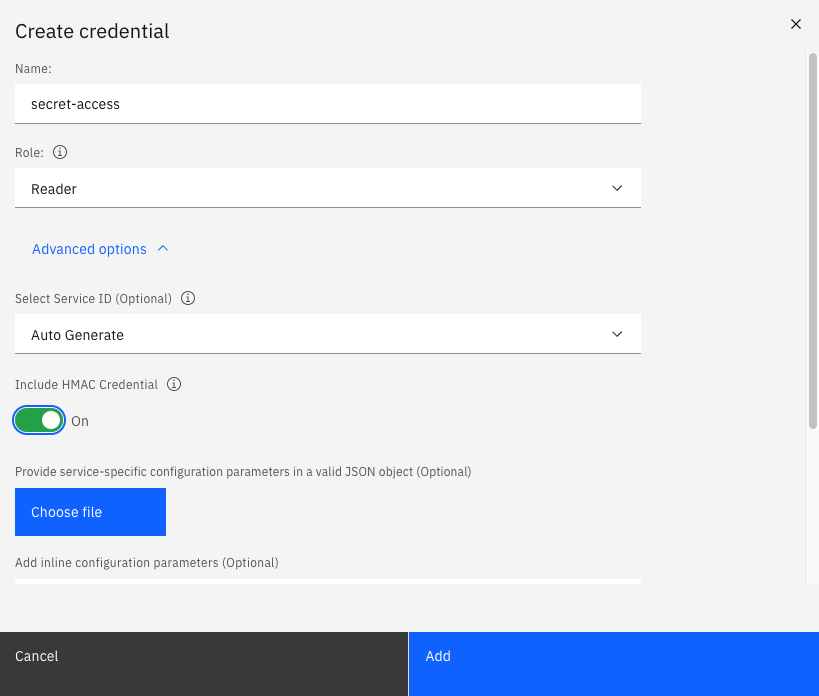 Create credential
Name:
secret-access
Role:
Reader
Advanced options
Select Service ID (Optional)
Auto Generate
Include HMAC Credential
On
Provide service-specific configuration parameters in a valid JSON object (Optional)
Choose file
Add inline configuration parameters (Optional)
Cancel
Add